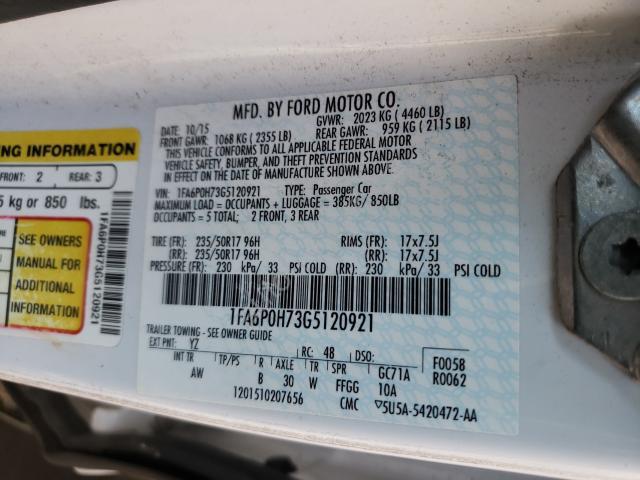 MFD. BY FORD MOTOR CO.
DATE: 10/15 GVWR: 2023 KG ( 4460 LB)
FRONT GAWR: 1068 KG ( 2355 LB) REAR GAWR: 959 KG ( 2115 LB)
THIS VEHICLE CONFORMS TO ALL APPLICABLE FEDERAL MOTOR
VEHICLE SAFETY, BUMPER, AND THEFT PREVENTION STANDARDS IN
EFFECT ON THE DATE OF MANUFACTURE SHOWN ABOVE.
VIN: 1FA6P0H73G5120921 TYPE: Passenger Car
MAXIMUM LOAD = OCCUPANTS + LUGGAGE = 385KG/ 850LB
OCCUPANTS = 5 TOTAL: 2 FRONT, 3 REAR
TIRE (FR): 235/50R17 96H RIMS (FR): 17x7.5J
(RR): 235/50R17 96H (RR): 17x7.5J
PRESSURE (FR): 230 kPa/ 33 PSI COLD (RR): 230 kPa/ 33 PSI COLD
1FA6P0H73G5120921
TRAILER TOWING - SEE OWNER GUIDE
EXT PNT: YZ RC: 48 DSO: F0058
INT TR TP/PS R AXLE TR SPR GC71A R0062
AW B 30 W FFGG 10A
1201510207656 CMC 5U5A-5420472-AA
ING INFORMATION
FRONT: 2 REAR: 3
5 kg or 850 lbs.
SEE OWNERS
MANUAL FOR
ADDITIONAL
INFORMATION
1FA6P0H73G5120921